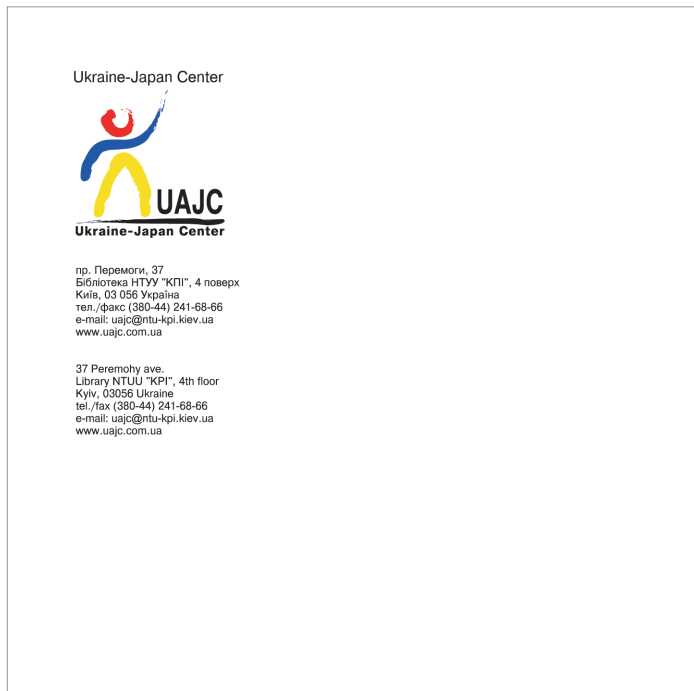 Ukraine-Japan Center
UAJC
Ukraine-Japan Center
пр. Перемоги, 37
Бібліотека НТУУ "КПІ", 4 поверх
Київ, 03 056 Україна
тел./факс (380-44) 241-68-66
e-mail: uajc@ntu-kpi.kiev.ua
www.uajc.com.ua
37 Peremohy ave.
Library NTUU "KPI", 4th floor
Kyiv, 03056 Ukraine
tel./fax (380-44) 241-68-66
e-mail: uajc@ntu-kpi.kiev.ua
www.uajc.com.ua